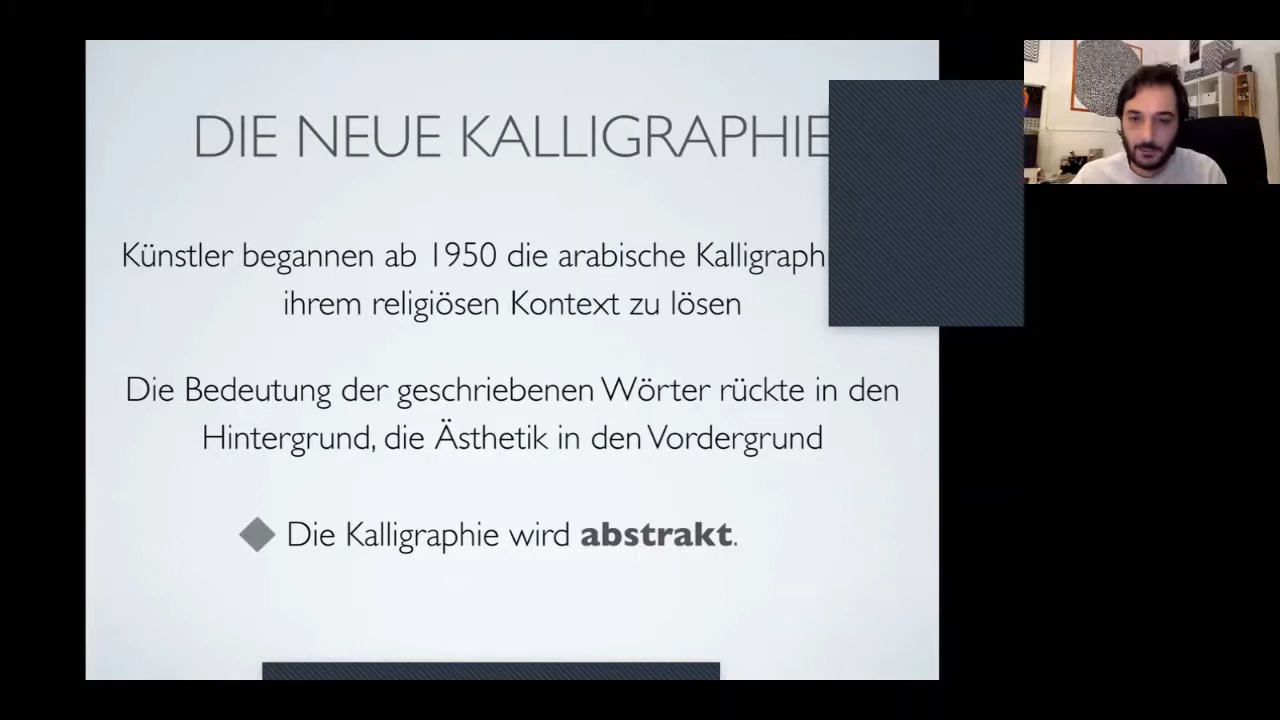 DIE NEUE KALLIGRAPHIE
Künstler begannen ab 1950 die arabische
ihrem religiösen Kontext zu lösen
Die Bedeutung der geschriebenen Wörter rückte in den
Hintergrund, die Ästhetik in den Vordergrund
Die Kalligraphie wird abstrakt.